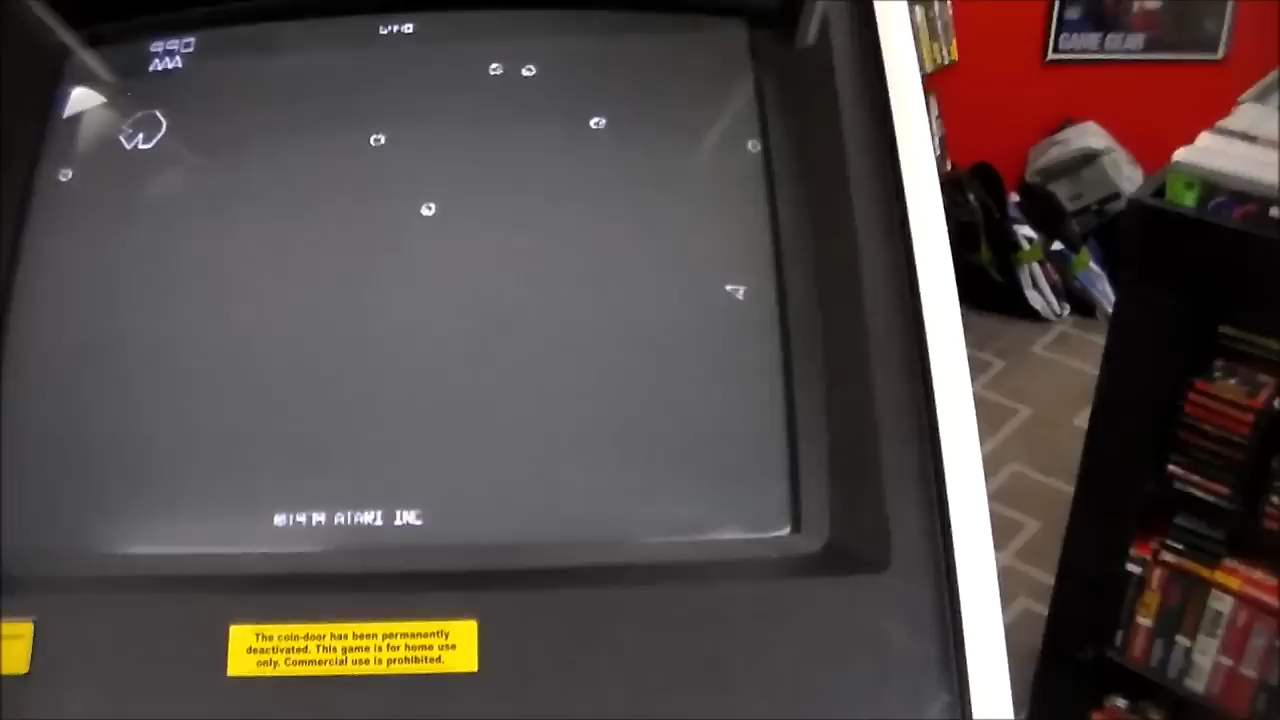 990
©1979 ATARI INC
GAME GEAR
The coin-door has been permanently
deactivated. This game is for home use
only. Commercial use is prohibited.